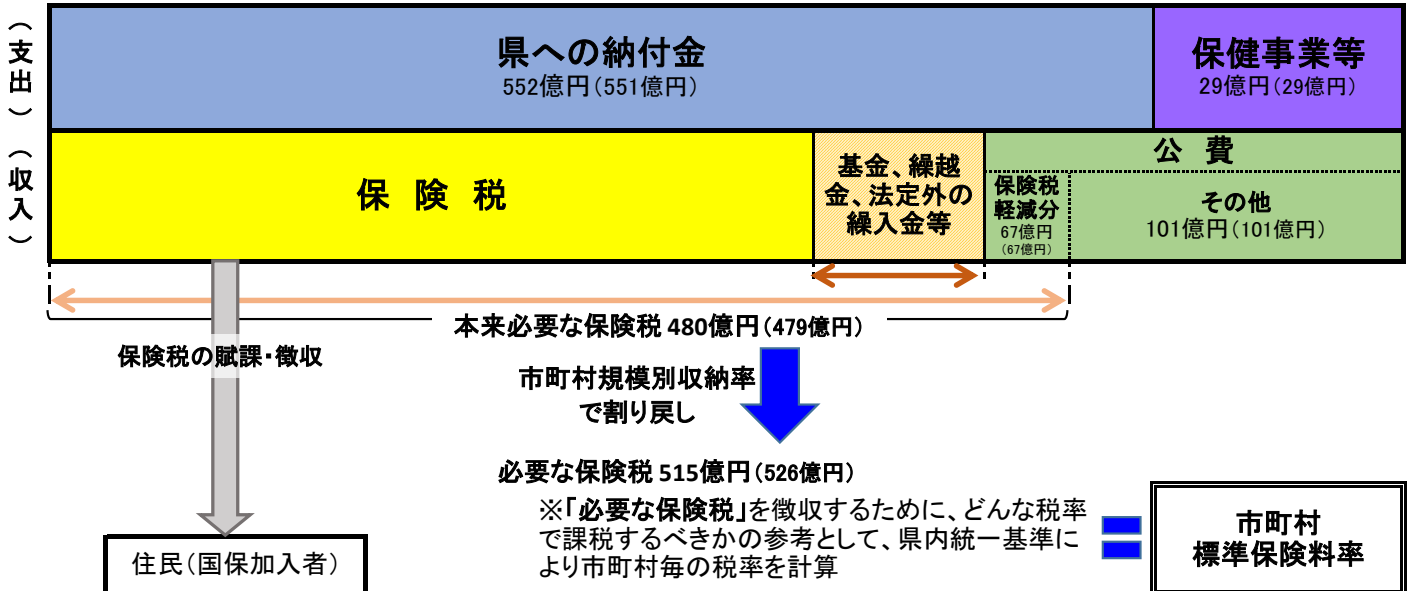 (支出)
県への納付金
552億円(551億円)
保健事業等
29億円(29億円)
(収入)
保険税
基金、繰越
金、法定外の
繰入金等
公費
保険税
軽減分
67億円
(67億円)
その他
101億円(101億円)
本来必要な保険税 480億円(479億円)
保険税の賦課・徴収
市町村規模別収納率
で割り戻し
必要な保険税 515億円(526億円)
※「必要な保険税」を徴収するために、どんな税率
で課税するべきかの参考として、県内統一基準に
より市町村毎の税率を計算
市町村
標準保険料率
住民(国保加入者)